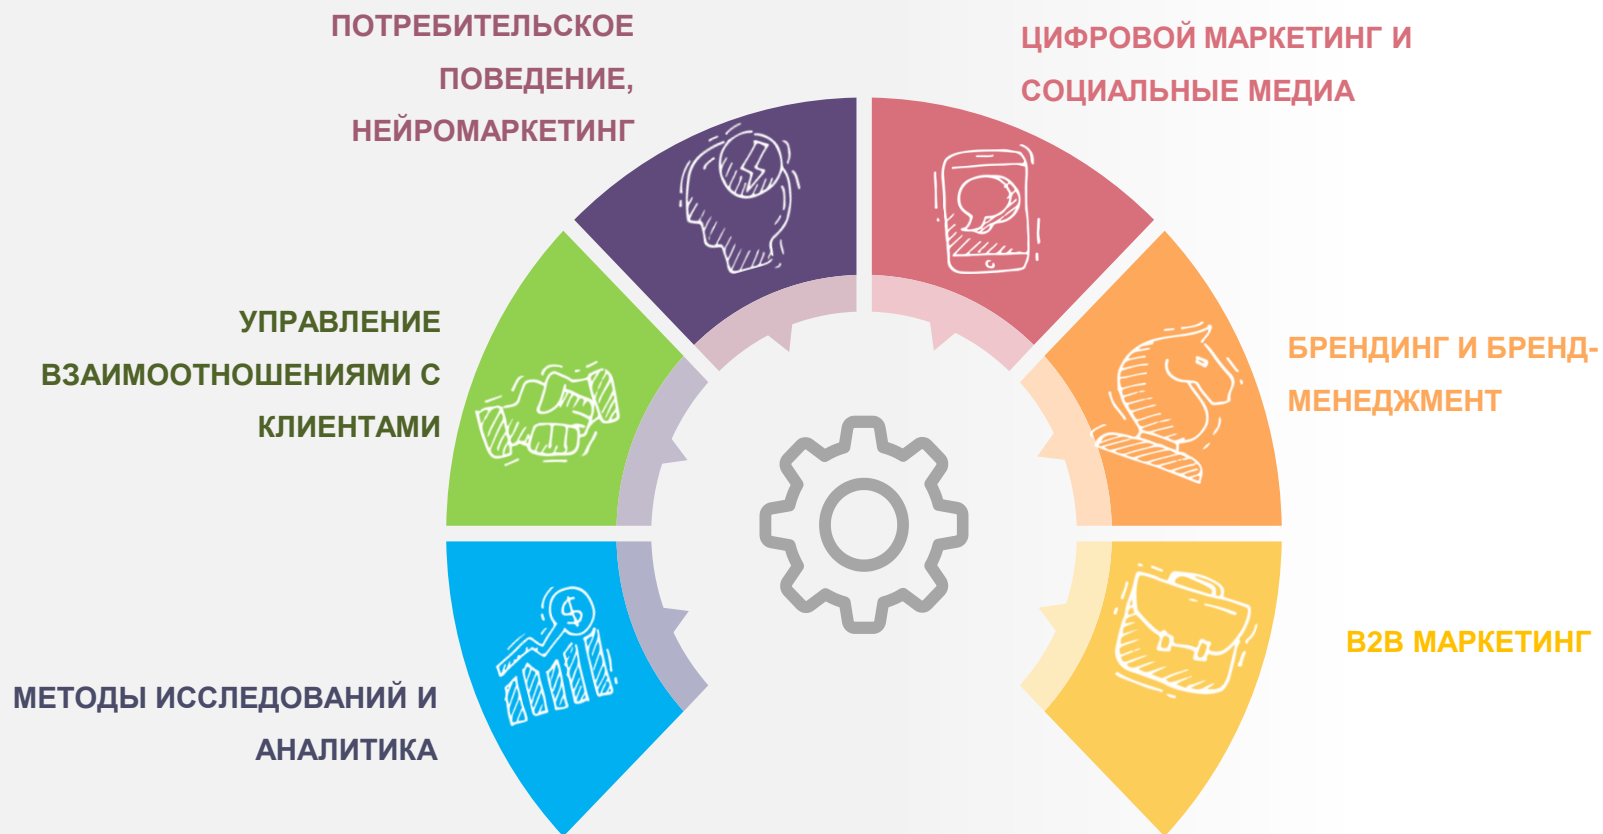 ПОТРЕБИТЕЛЬСКОЕ
ПОВЕДЕНИЕ,
НЕЙРОМАРКЕТИНГ
ЦИФРОВОЙ МАРКЕТИНГ И
СОЦИАЛЬНЫЕ МЕДИА
УПРАВЛЕНИЕ
ВЗАИМООТНОШЕНИЯМИ С
КЛИЕНТАМИ
БРЕНДИНГ И БРЕНД-
МЕНЕДЖМЕНТ
МЕТОДЫ ИССЛЕДОВАНИЙ И
АНАЛИТИКА
$
B2B МАРКЕТИНГ